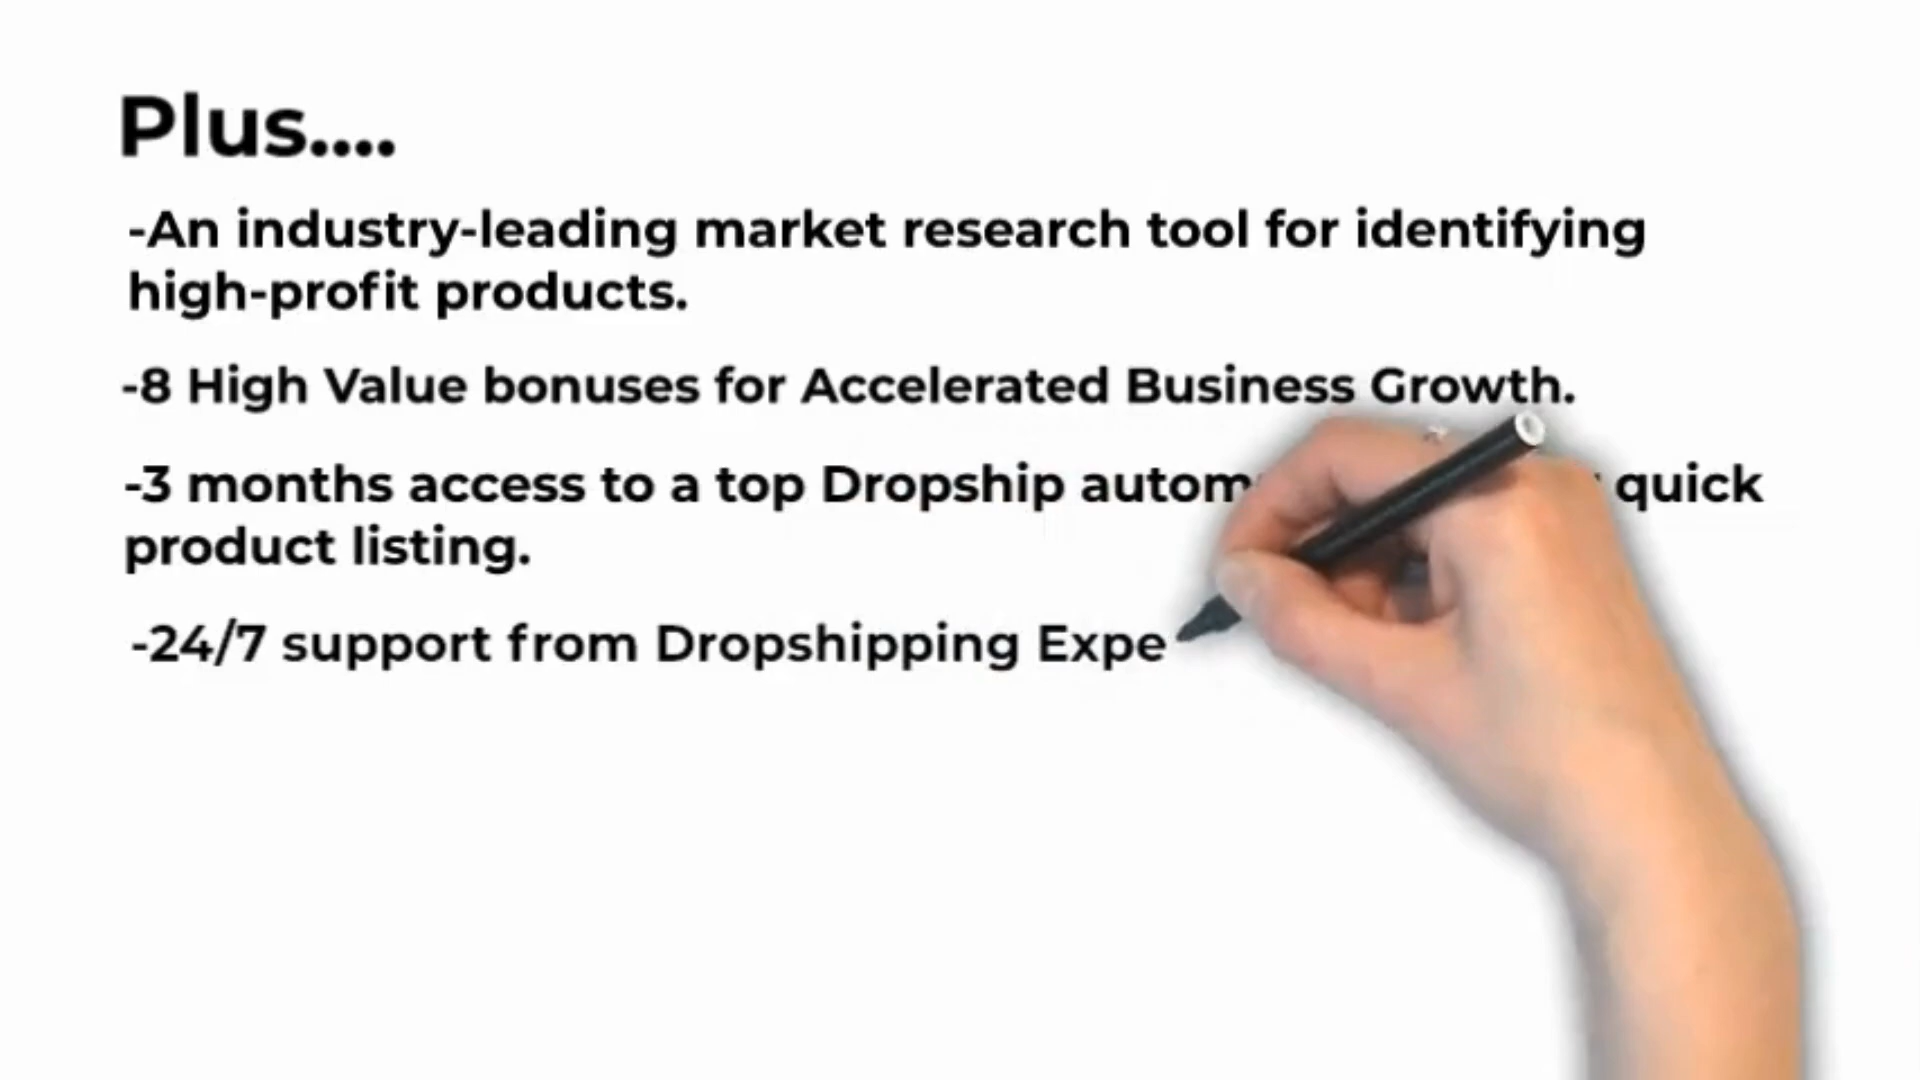 Plus....
-An industry-leading market research tool for identifying
high-profit products.
-8 High Value bonuses for Accelerated Business Growth.
-3 months access to a top Dropship quick
product listing.
-24/7 support from Dropshipping Expe